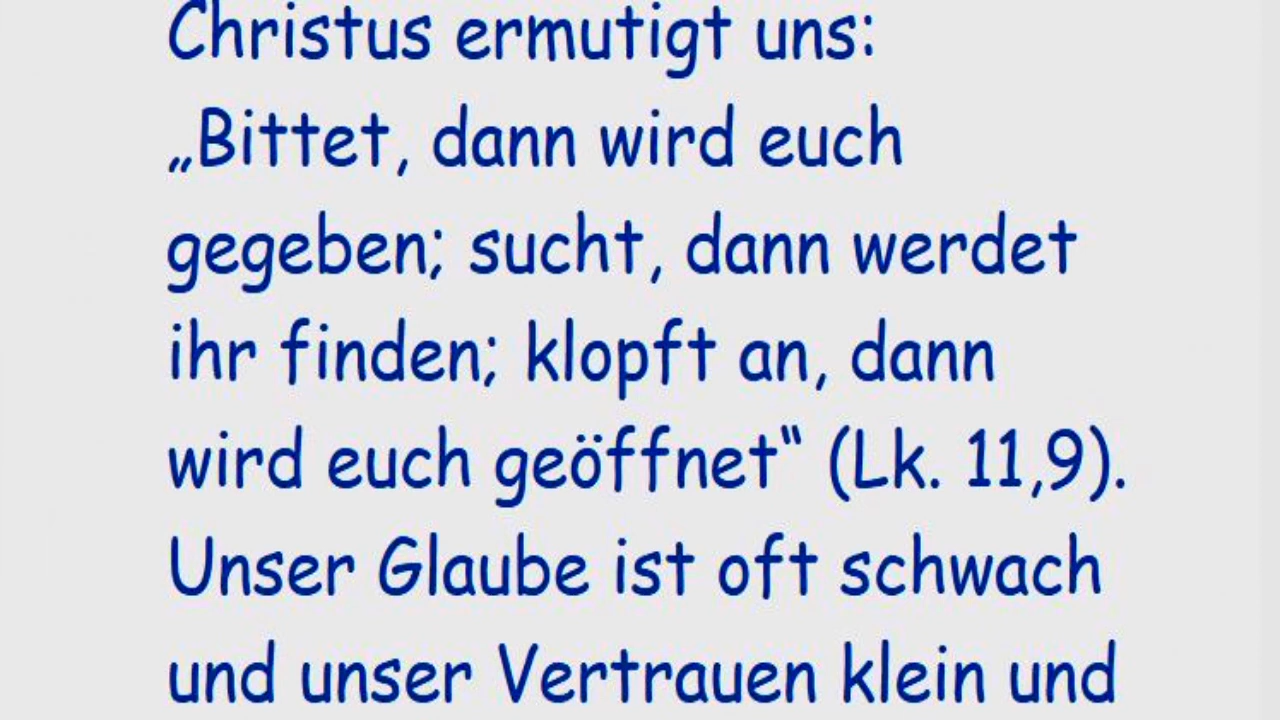 Christus ermutigt uns:
„Bittet, dann wird euch
gegeben; sucht, dann werdet
ihr finden; klopft an, dann
wird euch geöffnet“ (Lk. 11,9).
Unser Glaube ist oft schwach
und unser Vertrauen klein und